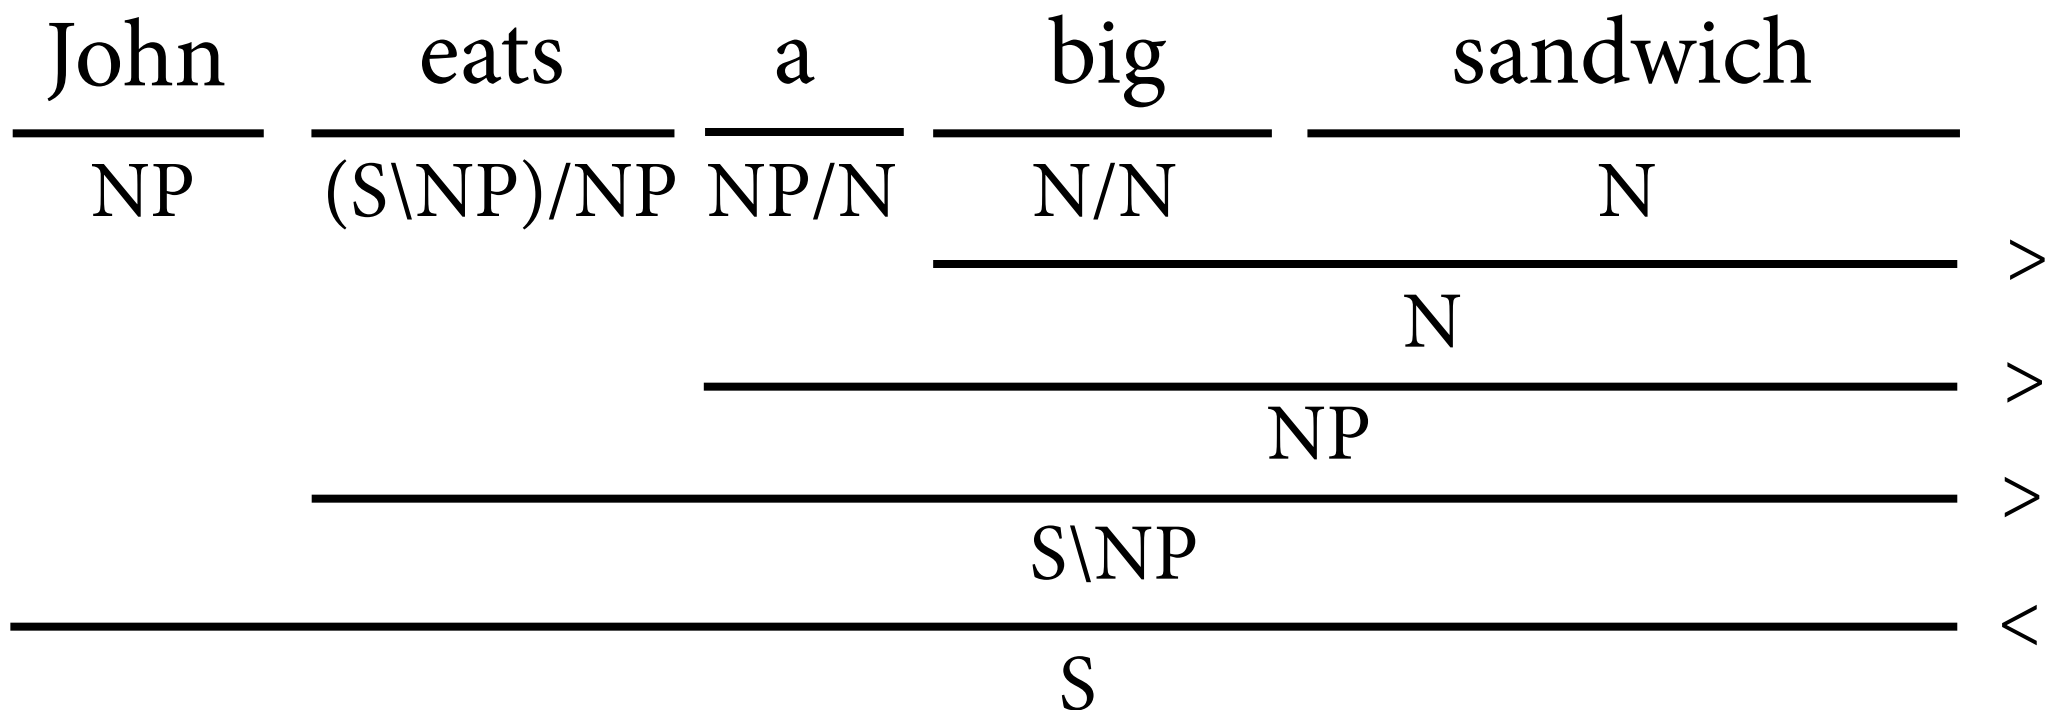 John eats a big sandwich
NP (S\NP)/NP NP/N N/N N
>
N
>
NP
>
S\NP
<
S